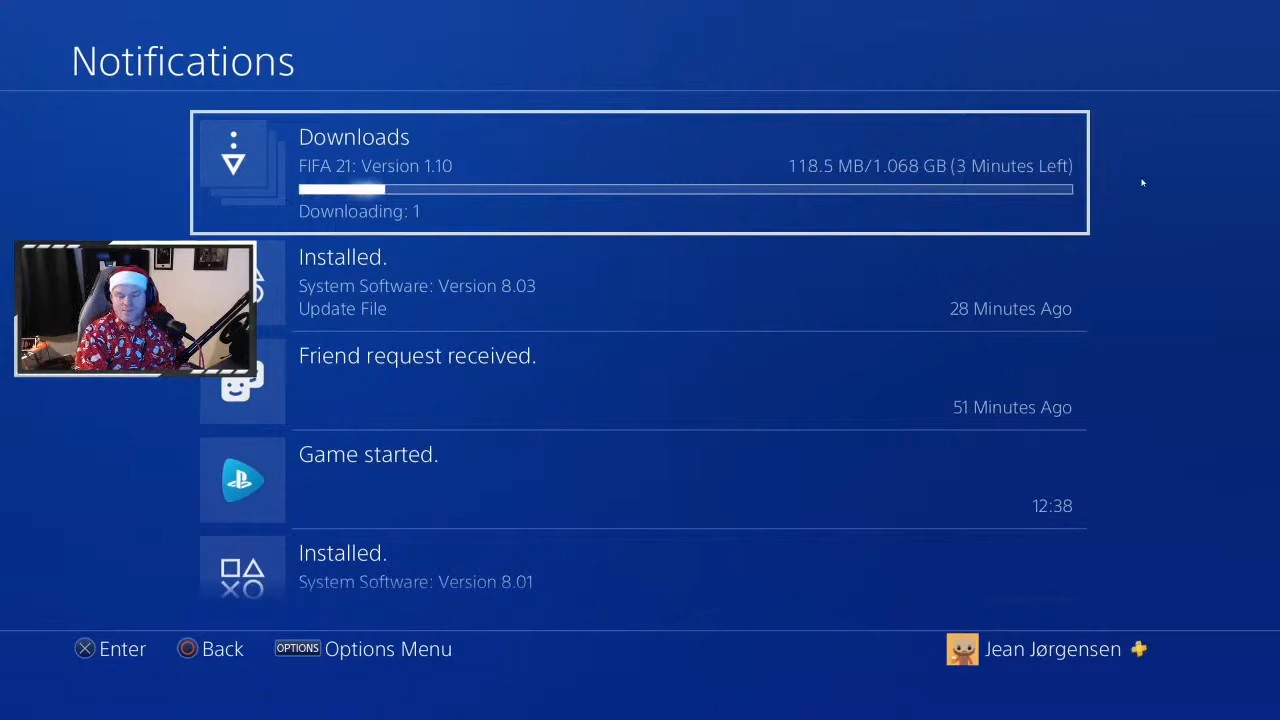 Notifications
Downloads
FIFA 21: Version 1.10
118.5 MB/1.068 GB (3 Minutes Left)
Downloading: 1
Installed.
System Software: Version 8.03
Update File
28 Minutes Ago
Friend request received.
51 Minutes Ago
Game started.
12:38
Installed.
System Software: Version 8.01
Enter
Back
OPTIONS Options Menu
Jean Jørgensen